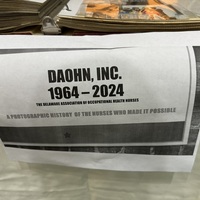 DAOHN, INC.
1964 – 2024
THE DELAWARE ASSOCIATION OF OCCUPATIONAL HEALTH NURSES
A PHOTOGRAPHIC HISTORY OF THE NURSES WHO MADE IT POSSIBLE